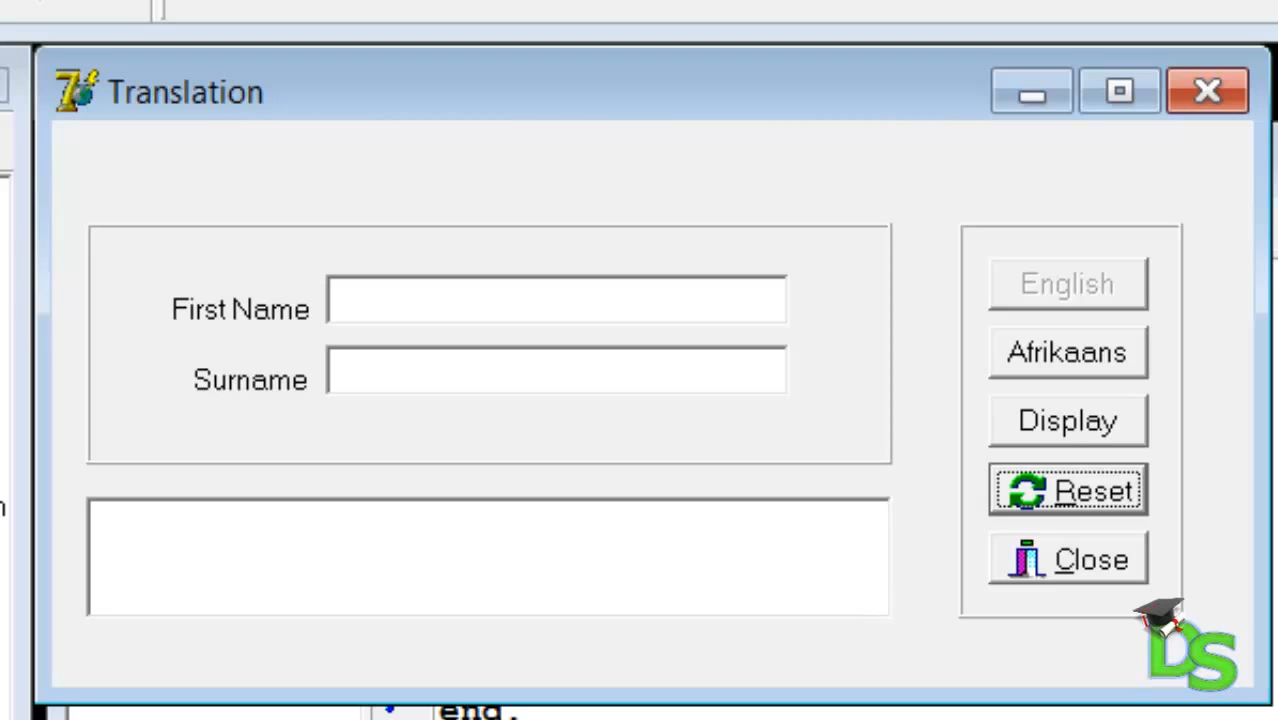 Translation
First Name
Surname
English
Afrikaans
Display
Reset
Close
DS
end.